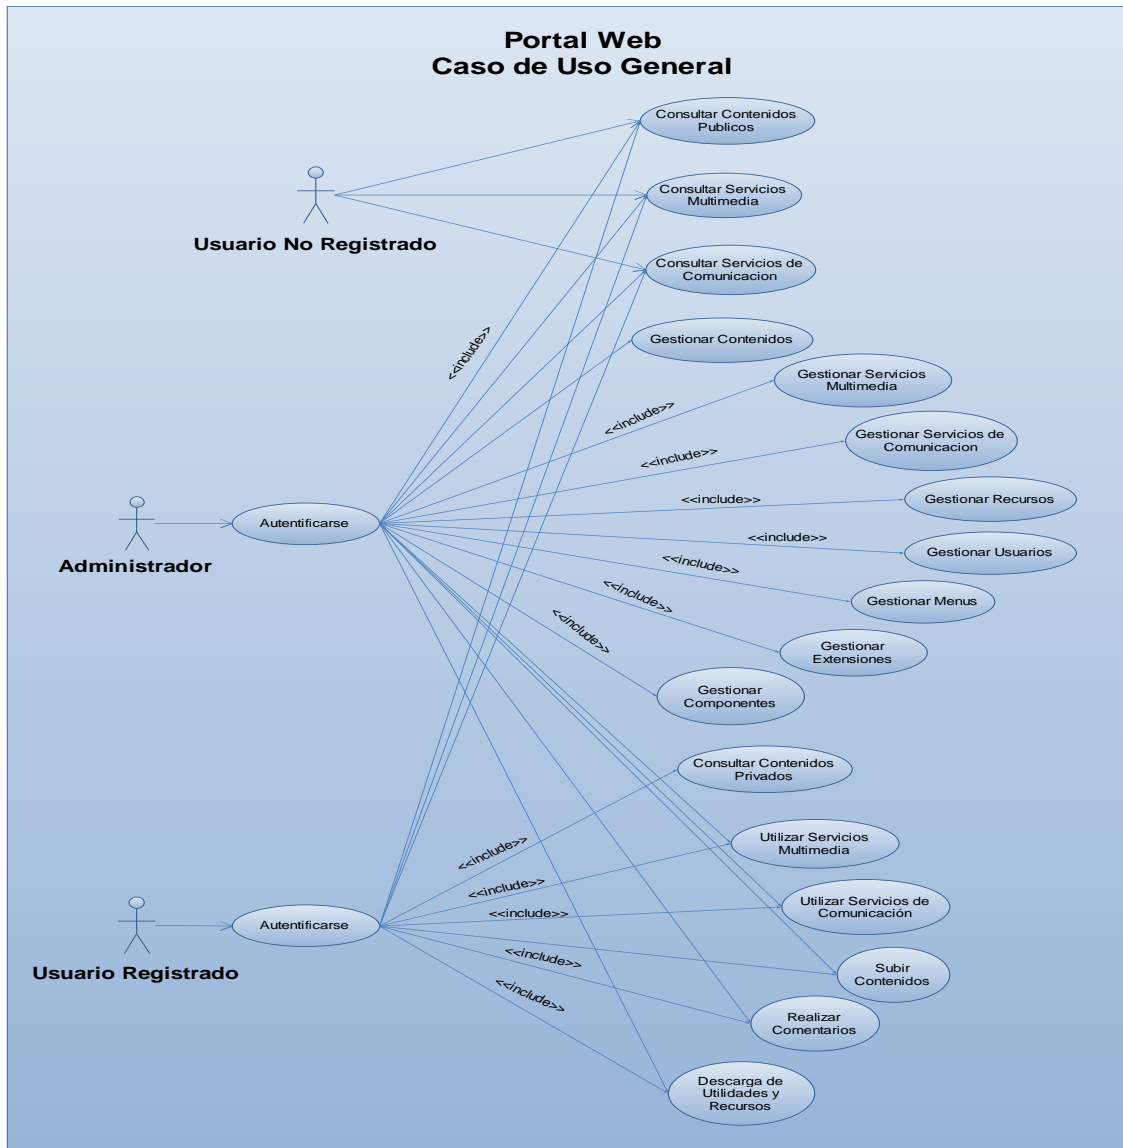 Portal Web
Caso de Uso General
Consultar Contenidos
Publicos
Consultar Servicios
Multimedia
Usuario No Registrado
Consultar Servicios de
Comunicacion
<<include>>
Gestionar Contenidos
Gestionar Servicios
Multimedia
<<include>>
Gestionar Servicios de
Comunicacion
<<include>>
Gestionar Recursos
<<include>>
Autentificarse
Administrador
<<include>>
Gestionar Usuarios
<<include>>
Gestionar Menus
<<include>>
Gestionar
Extensiones
<<include>>
Gestionar
Componentes
Consultar Contenidos
Privados
<<include>>
Utilizar Servicios
Multimedia
<<include>>
Utilizar Servicios de
Comunicación
<<include>>
Autentificarse
Usuario Registrado
Subir
Contenidos
<<include>>
Realizar
Comentarios
<<include>>
Descarga de
Utilidades y
Recursos